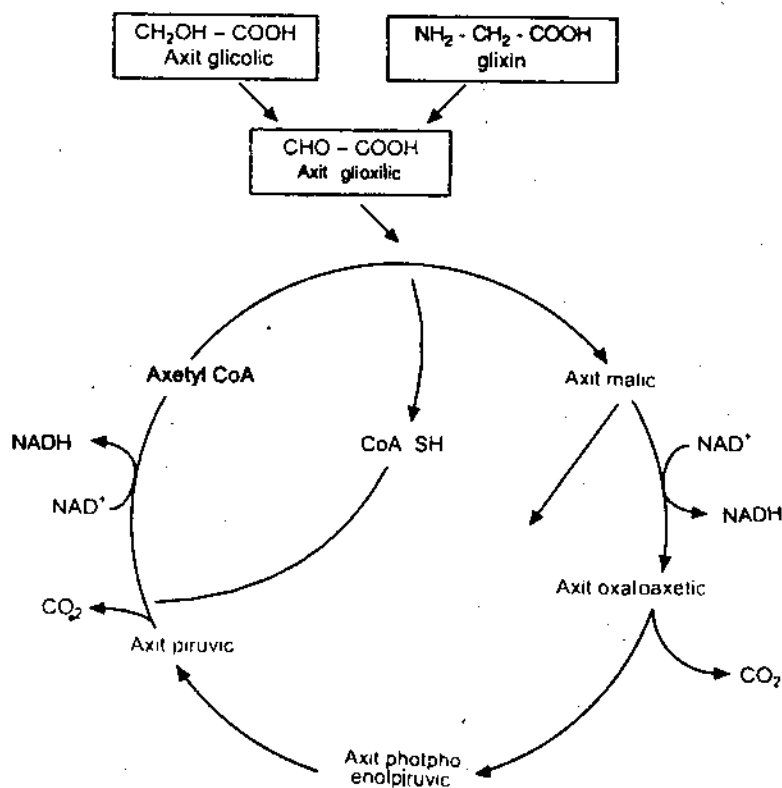 CH₂OH – COOH
Axit glicolic
NH₂ - CH₂ - COOH
glixin
CHO – COOH
Axit glioxilic
Axetyl CoA
Axit malic
CoA SH
NADH
NAD⁺
NAD⁺
NADH
CO₂
Axit piruvic
Axit oxaloaxetic
CO₂
Axit photpho
enolpiruvic